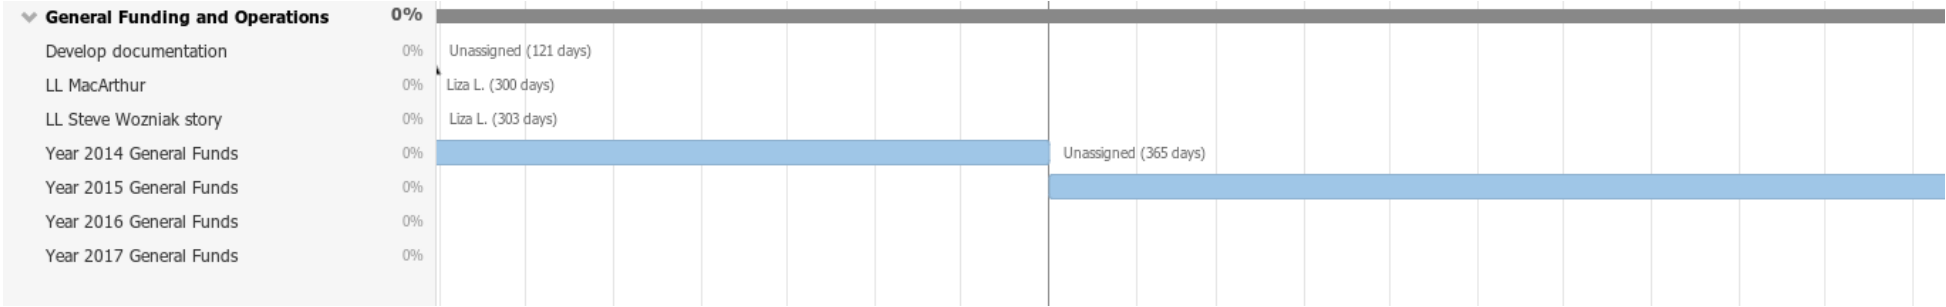 General Funding and Operations 0%
Develop documentation 0% Unassigned (121 days)
LL MacArthur 0% Liza L. (300 days)
LL Steve Wozniak story 0% Liza L. (303 days)
Year 2014 General Funds 0% Unassigned (365 days)
Year 2015 General Funds 0%
Year 2016 General Funds 0%
Year 2017 General Funds 0%